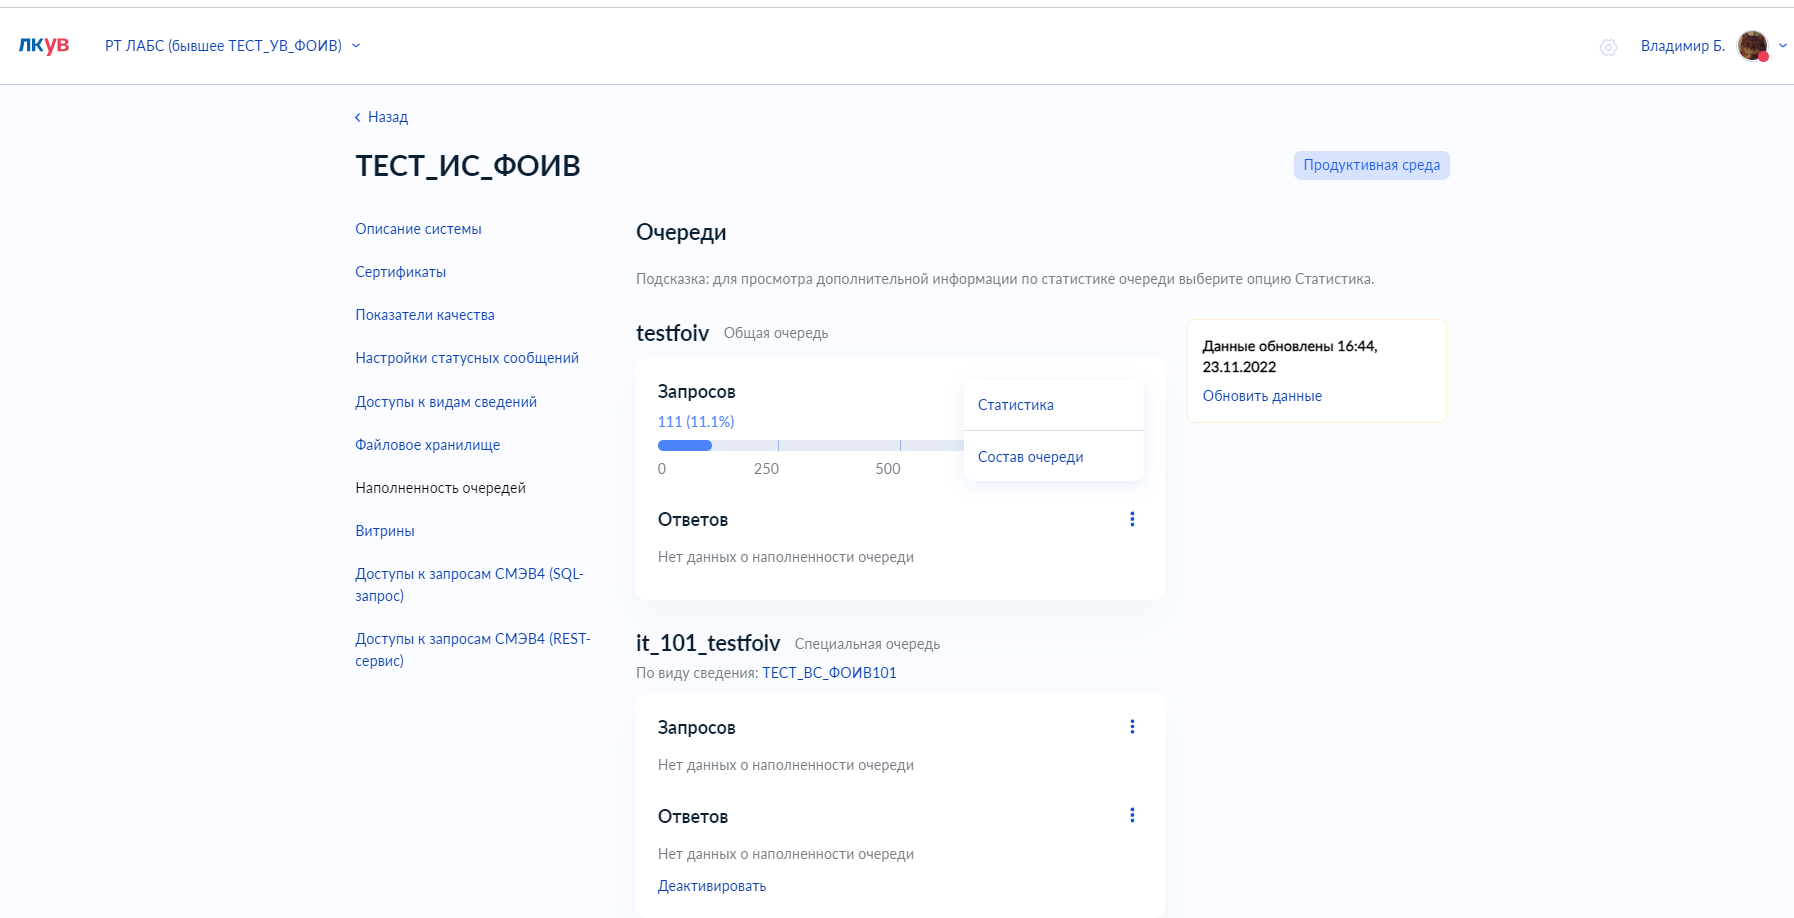 ЛКУВ
РТ ЛАБС (бывшее ТЕСТ_УВ_ФОИВ)
Владимир Б.
Назад
ТЕСТ_ИС_ФОИВ
Продуктивная среда
Описание системы
Сертификаты
Показатели качества
Настройки статусных сообщений
Доступы к видам сведений
Файловое хранилище
Наполненность очередей
Витрины
Доступы к запросам СМЭВ4 (SQL-
запрос)
Доступы к запросам СМЭВ4 (REST-
сервис)
Очереди
Подсказка: для просмотра дополнительной информации по статистике очереди выберите опцию Статистика.
testfoiv Общая очередь
Запросов
111 (11.1%)
0 250 500
Статистика
Состав очереди
Ответов
Нет данных о наполненности очереди
Данные обновлены 16:44,
23.11.2022
Обновить данные
it_101_testfoiv Специальная очередь
По виду сведения: ТЕСТ_ВС_ФОИВ101
Запросов
Нет данных о наполненности очереди
Ответов
Нет данных о наполненности очереди
Деактивировать